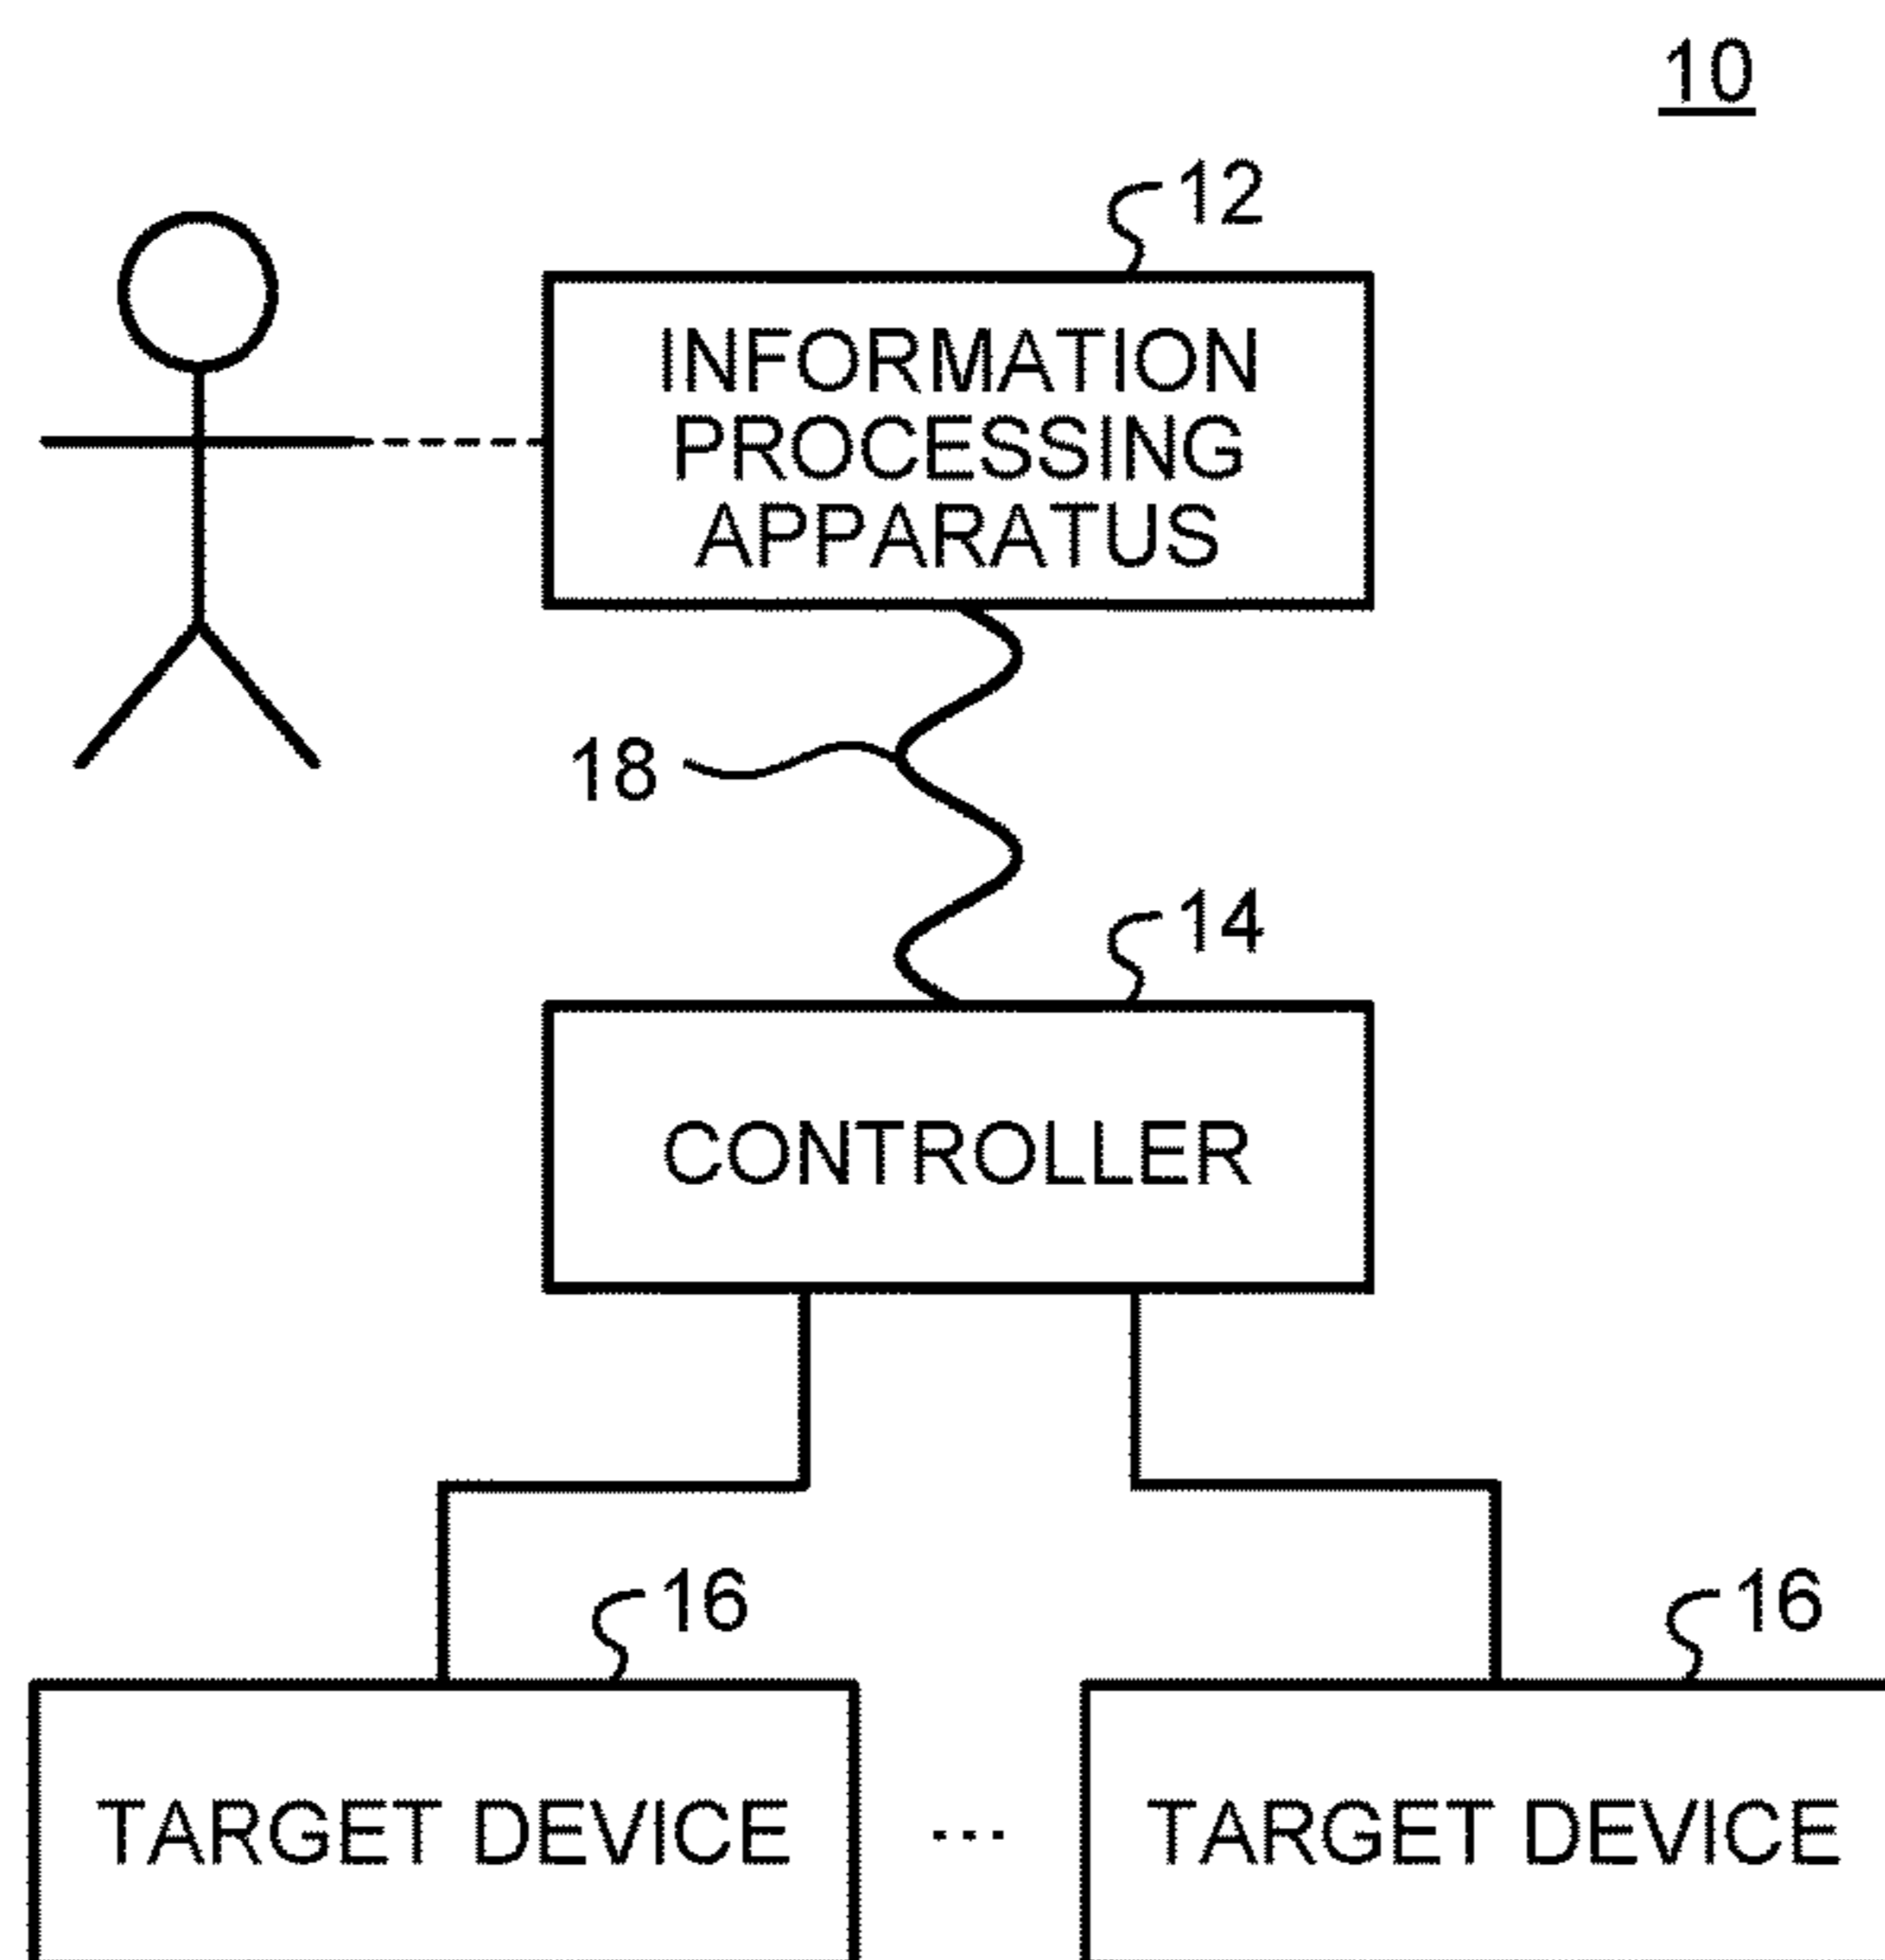 10
12
INFORMATION
PROCESSING
APPARATUS
18
14
CONTROLLER
16
16
TARGET DEVICE ... TARGET DEVICE